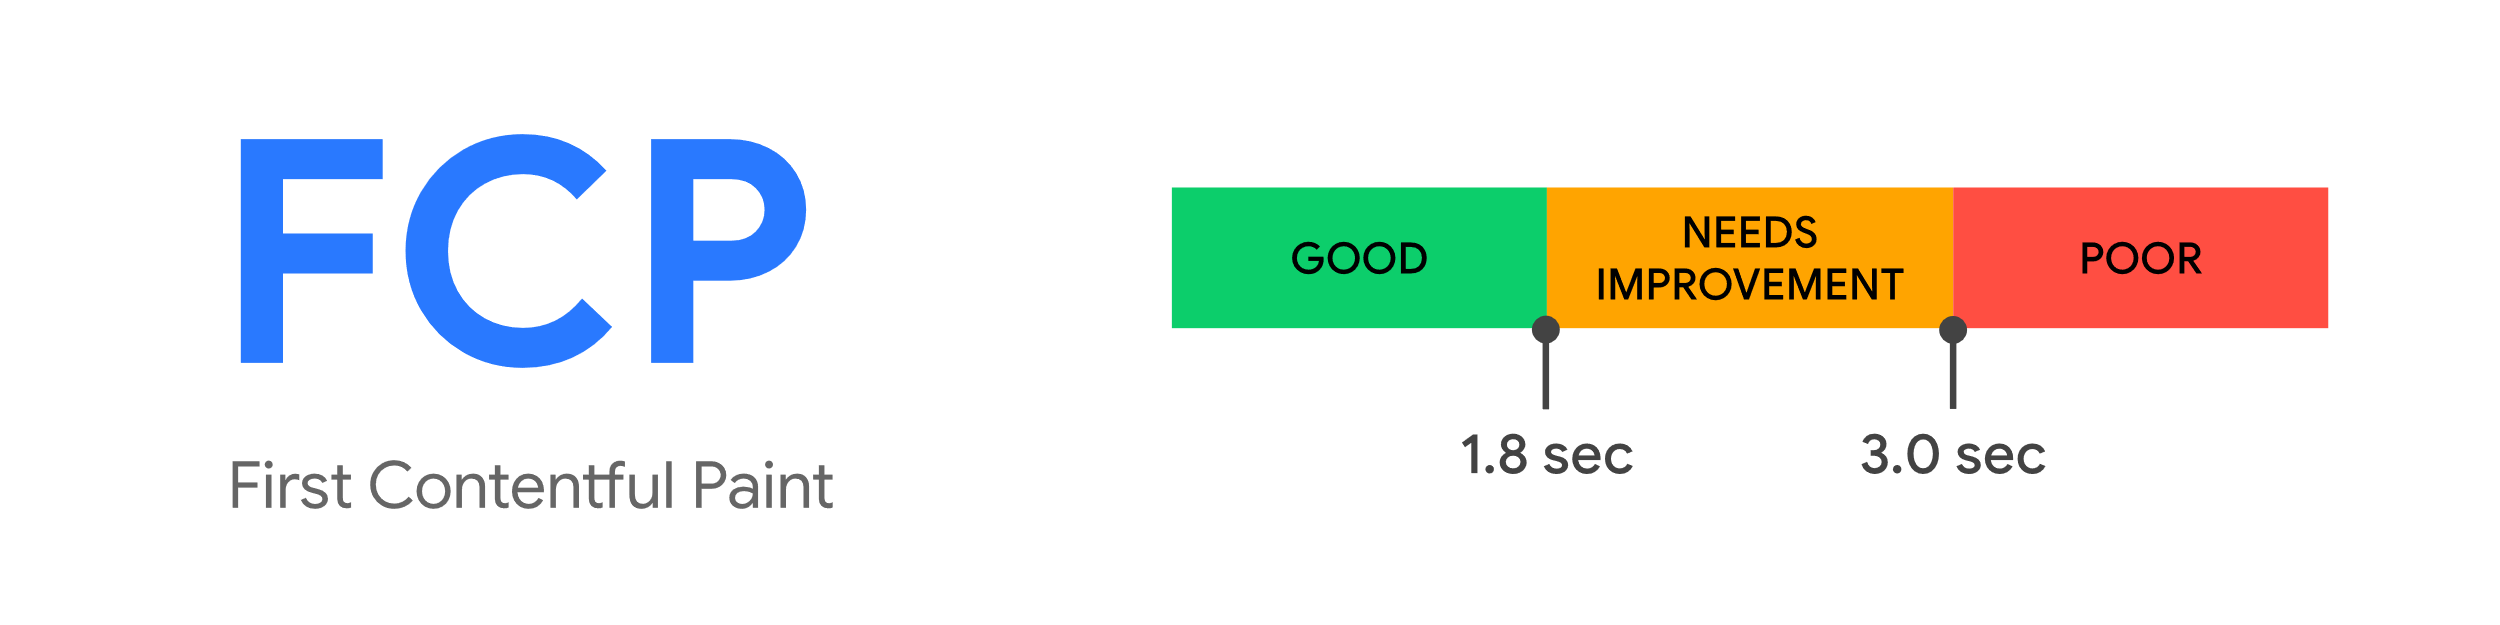 FCP
First Contentful Paint
GOOD
NEEDS
IMPROVEMENT
POOR
1.8 sec
3.0 sec